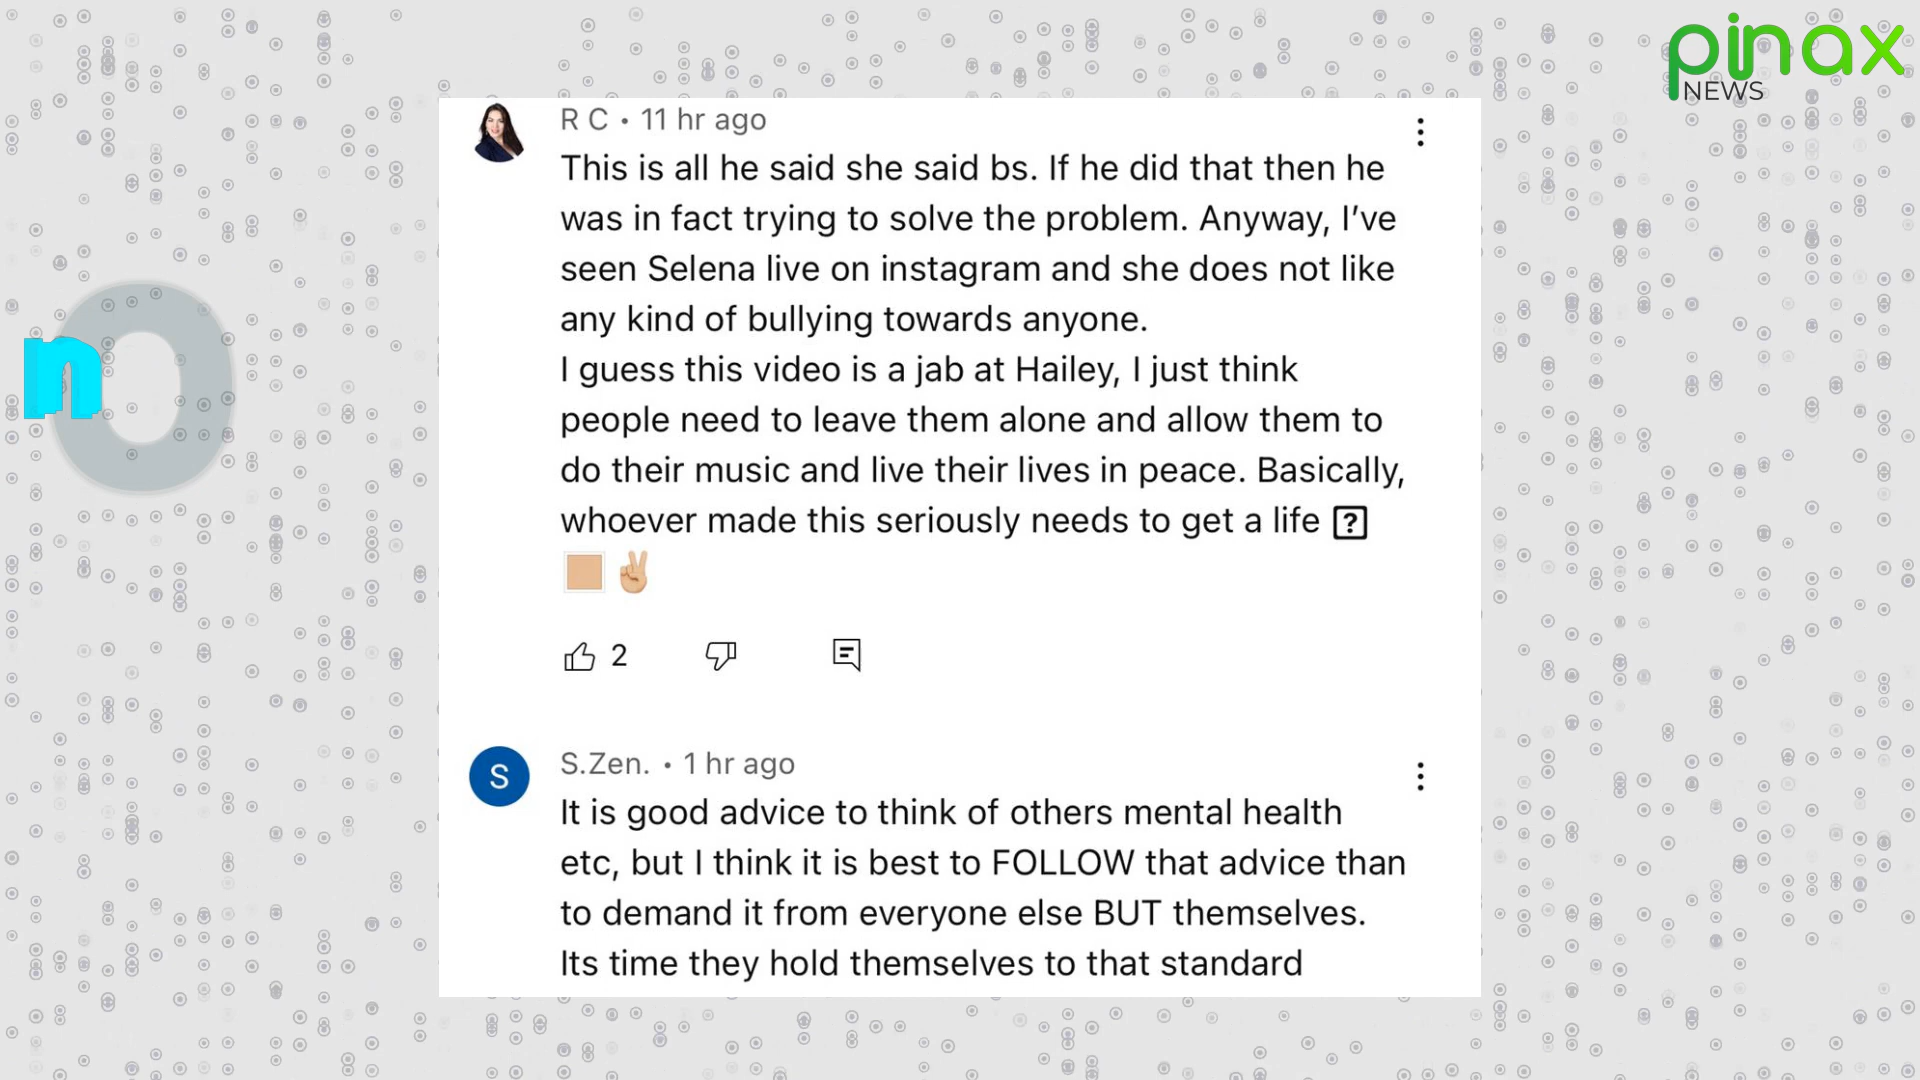 pinax
NEWS
n
O
R C • 11 hr ago
This is all he said she said bs. If he did that then he
was in fact trying to solve the problem. Anyway, I’ve
seen Selena live on instagram and she does not like
any kind of bullying towards anyone.
I guess this video is a jab at Hailey, I just think
people need to leave them alone and allow them to
do their music and live their lives in peace. Basically,
whoever made this seriously needs to get a life ⍰
🏼✌🏼
2
S
S.Zen. • 1 hr ago
It is good advice to think of others mental health
etc, but I think it is best to FOLLOW that advice than
to demand it from everyone else BUT themselves.
Its time they hold themselves to that standard